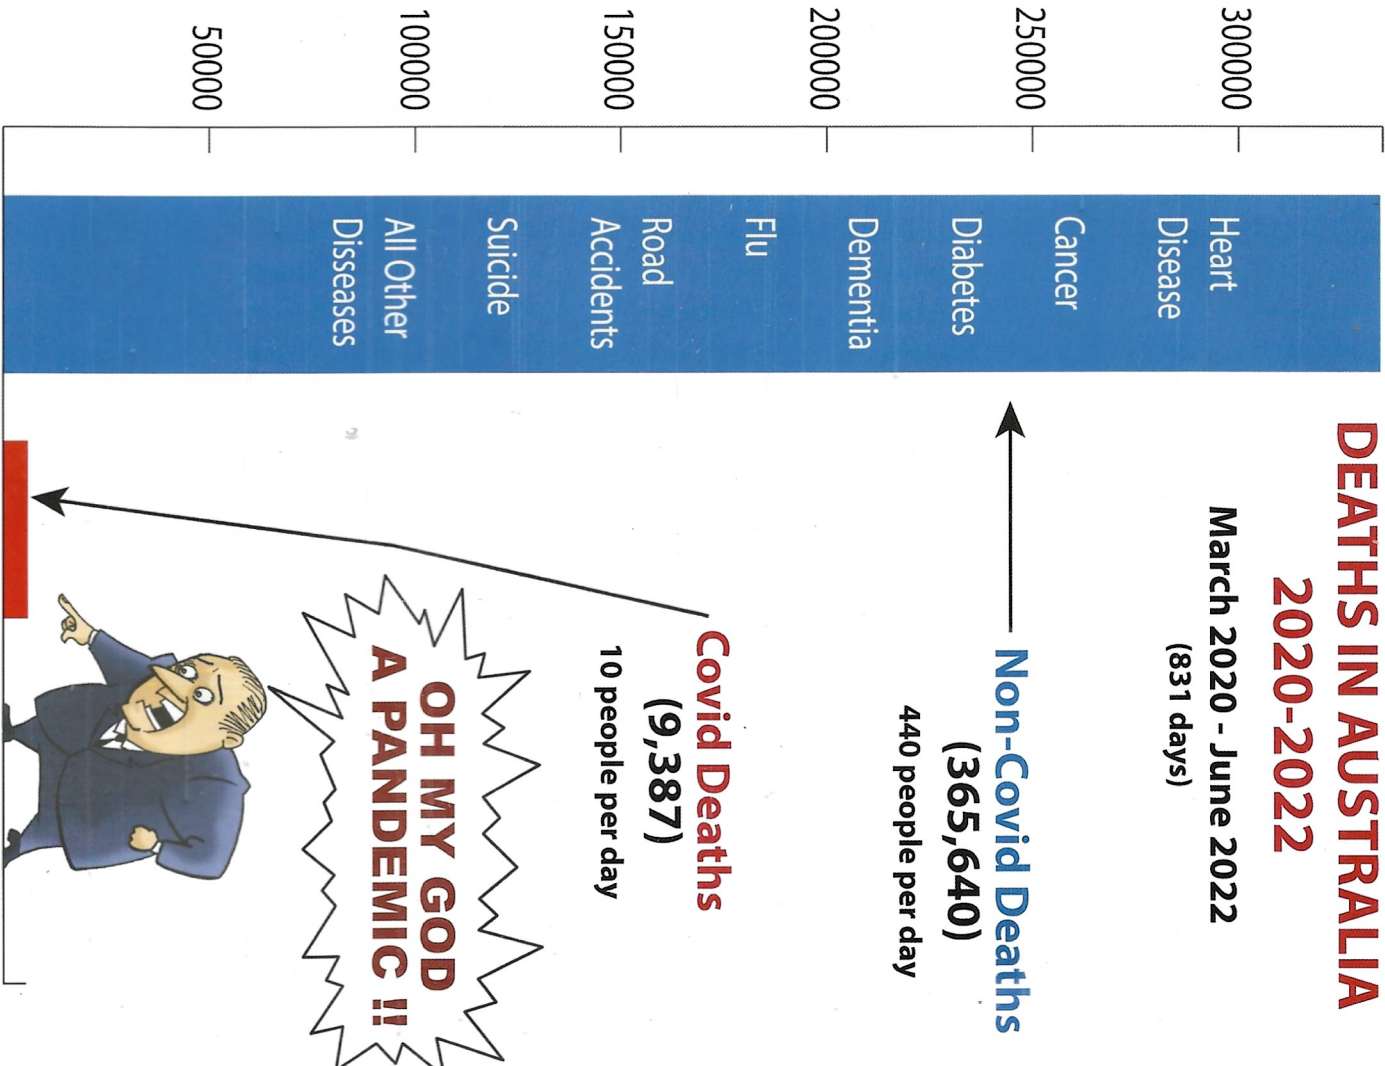 DEATHS IN AUSTRALIA
2020-2022
March 2020 - June 2022
(831 days)
300000
250000
200000
150000
100000
50000
Heart
Disease
Cancer
Diabetes
Dementia
Flu
Road
Accidents
Suicide
All Other
Disseases
Non-Covid Deaths
(365,640)
440 people per day
Covid Deaths
(9,387)
10 people per day
OH MY GOD
A PANDEMIC !!